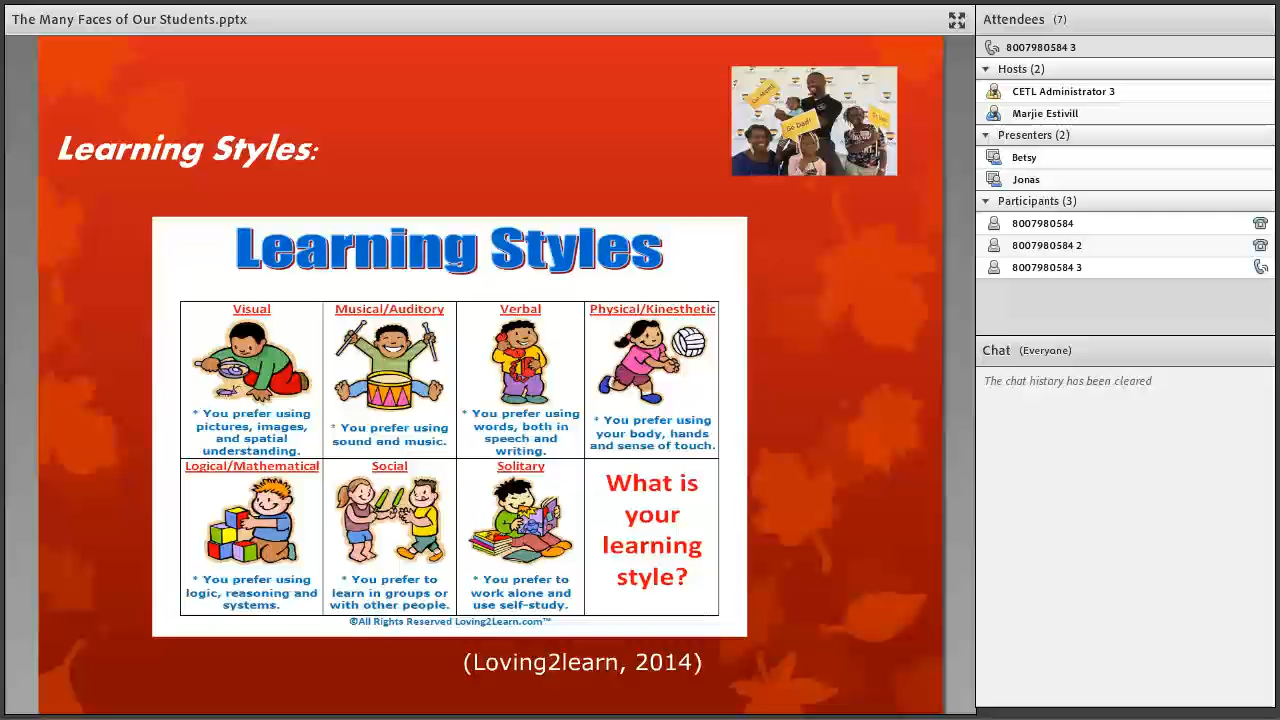 The Many Faces of Our Students.pptx
Learning Styles:
Go Dad!
Learning Styles
Visual
* You prefer using
pictures, images,
and spatial
understanding.
Musical/Auditory
* You prefer using
sound and music.
Verbal
* You prefer using
words, both in
speech and
writing.
Physical/Kinesthetic
* You prefer using
your body, hands
and sense of touch.
Logical/Mathematical
* You prefer using
logic, reasoning and
systems.
Social
* You prefer to
learn in groups or
with other people.
Solitary
* You prefer to
work alone and
use self-study.
What is
your
learning
style?
©All Rights Reserved Loving2Learn.com™
(Loving2learn, 2014)
Attendees (7)
8007980584 3
Hosts (2)
CETL Administrator 3
Marjie Estivill
Presenters (2)
Betsy
Jonas
Participants (3)
8007980584
8007980584 2
8007980584 3
Chat (Everyone)
The chat history has been cleared